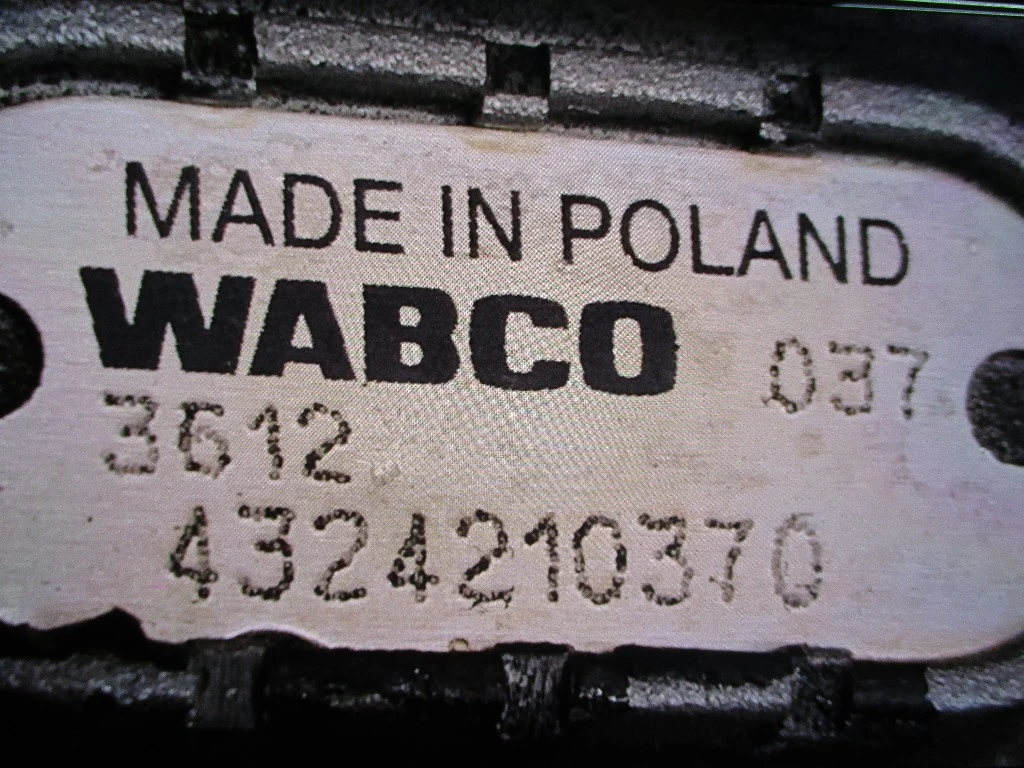 MADE IN POLAND
WABCO 037
3612
4324210370